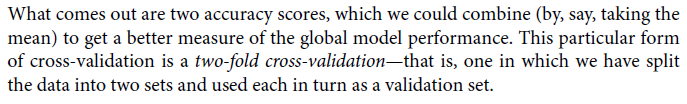 What comes out are two accuracy scores, which we could combine (by, say, taking the
mean) to get a better measure of the global model performance. This particular form
of cross-validation is a two-fold cross-validation—that is, one in which we have split
the data into two sets and used each in turn as a validation set.